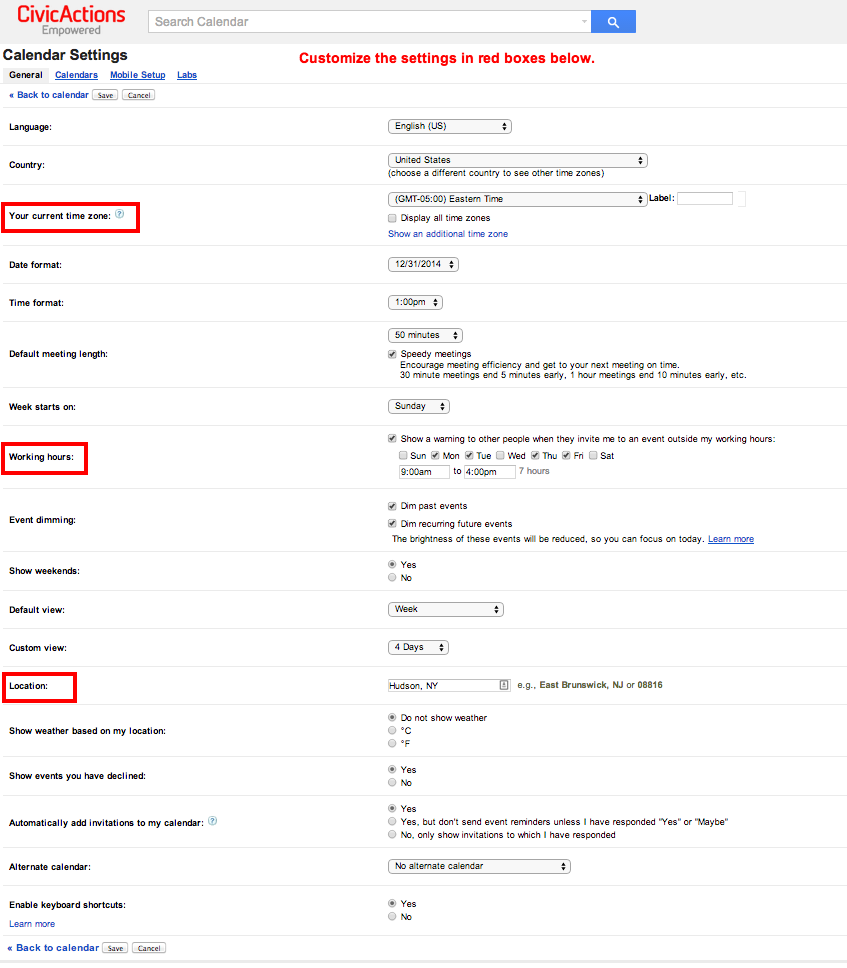 CivicActions
Empowered
Search Calendar
Calendar Settings
Customize the settings in red boxes below.
General Calendars Mobile Setup Labs
« Back to calendar Save Cancel
Language: English (US)
Country: United States
(choose a different country to see other time zones)
Your current time zone: ? (GMT-05:00) Eastern Time Label:
Display all time zones
Show an additional time zone
Date format: 12/31/2014
Time format: 1:00pm
50 minutes
Default meeting length: Speedy meetings
Encourage meeting efficiency and get to your next meeting on time.
30 minute meetings end 5 minutes early, 1 hour meetings end 10 minutes early, etc.
Week starts on: Sunday
Show a warning to other people when they invite me to an event outside my working hours:
Working hours: Sun Mon Tue Wed Thu Fri Sat
9:00am to 4:00pm 7 hours
Dim past events
Event dimming: Dim recurring future events
The brightness of these events will be reduced, so you can focus on today. Learn more
Show weekends: Yes
No
Default view: Week
Custom view: 4 Days
Location: Hudson, NY e.g., East Brunswick, NJ or 08816
Do not show weather
Show weather based on my location: °C
°F
Show events you have declined: Yes
No
Yes
Automatically add invitations to my calendar: ? Yes, but don't send event reminders unless I have responded "Yes" or "Maybe"
No, only show invitations to which I have responded
Alternate calendar: No alternate calendar
Enable keyboard shortcuts: Yes
No
Learn more
« Back to calendar Save Cancel